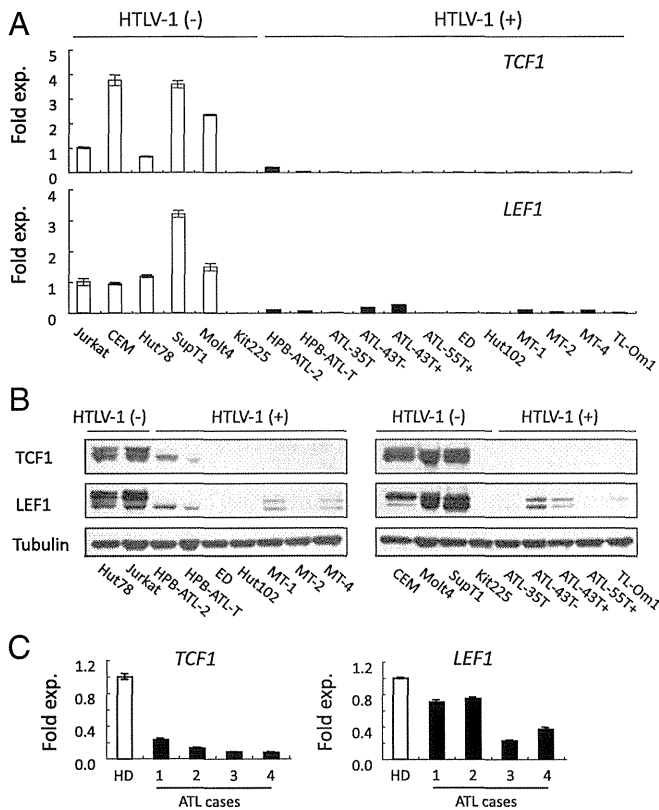 A
HTLV-1 (-)
HTLV-1 (+)
TCF1
Fold exp.
5
4
3
2
1
0
LEF1
Fold exp.
4
3
2
1
0
Jurkat
CEM
Hut78
SupT1
Molt4
Kit225
HPB-ATL-2
HPB-ATL-T
ATL-35T
ATL-43T-
ATL-43T+
ATL-55T+
ED
Hut102
MT-1
MT-2
MT-4
TL-Om1
B
HTLV-1 (-) HTLV-1 (+)
HTLV-1 (-) HTLV-1 (+)
TCF1
LEF1
Tubulin
Hut78
Jurkat
HPB-ATL-2
HPB-ATL-T
ED
Hut102
MT-1
MT-2
MT-4
CEM
Molt4
SupT1
Kit225
ATL-35T
ATL-43T-
ATL-43T+
ATL-55T+
TL-Om1
C
TCF1
Fold exp.
1.2
0.8
0.4
0.0
HD 1 2 3 4
ATL cases
LEF1
Fold exp.
1.2
0.8
0.4
0.0
HD 1 2 3 4
ATL cases